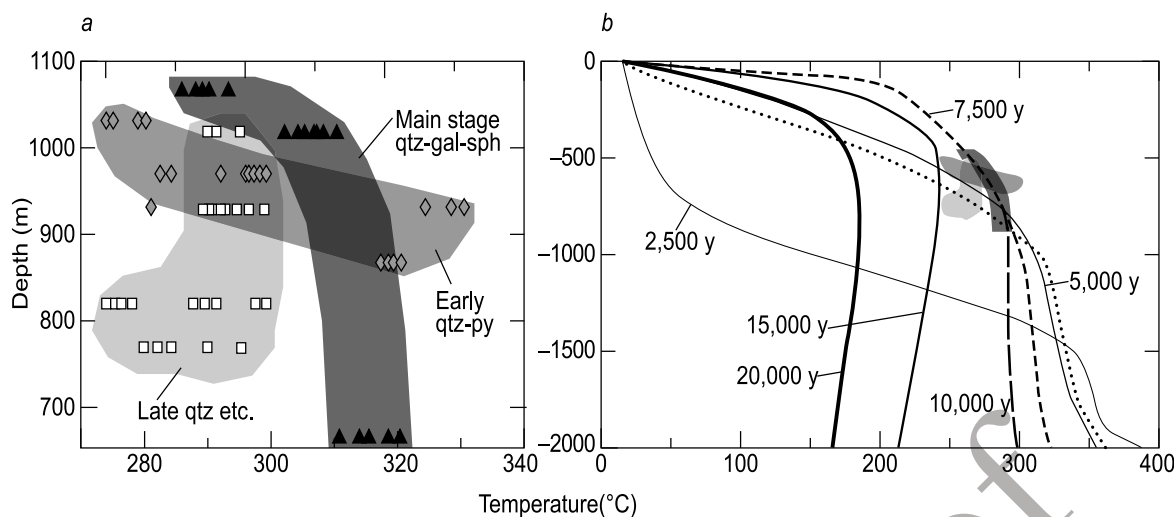 a
b
1100
1000
900
800
700
Depth (m)
280
300
320
340
Main stage
qtz-gal-sph
Early
qtz-py
Late qtz etc.
0
–500
–1000
–1500
–2000
0
100
200
300
400
7,500 y
2,500 y
5,000 y
15,000 y
20,000 y
10,000 y
Temperature(°C)